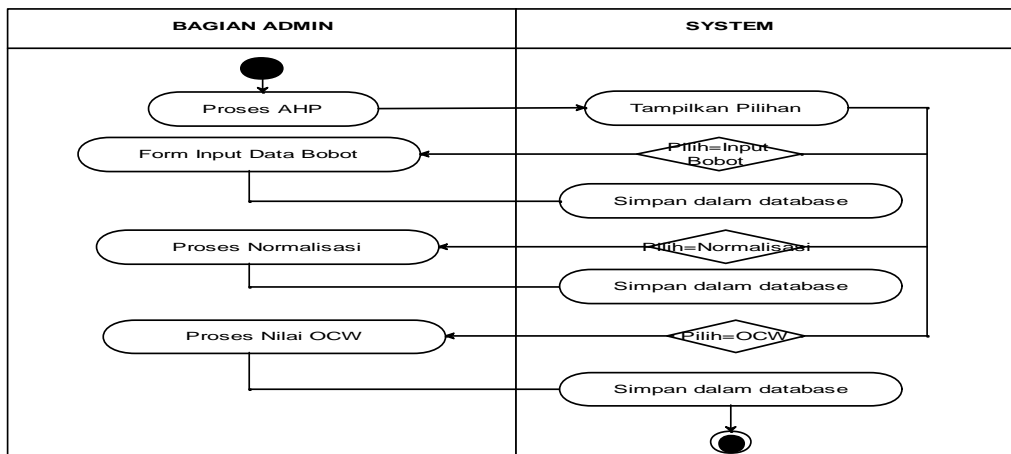 BAGIAN ADMIN
SYSTEM
Proses AHP
Tampilkan Pilihan
Form Input Data Bobot
Pilih=Input
Bobot
Simpan dalam database
Proses Normalisasi
Pilih=Normalisasi
Simpan dalam database
Proses Nilai OCW
Pilih=OCW
Simpan dalam database